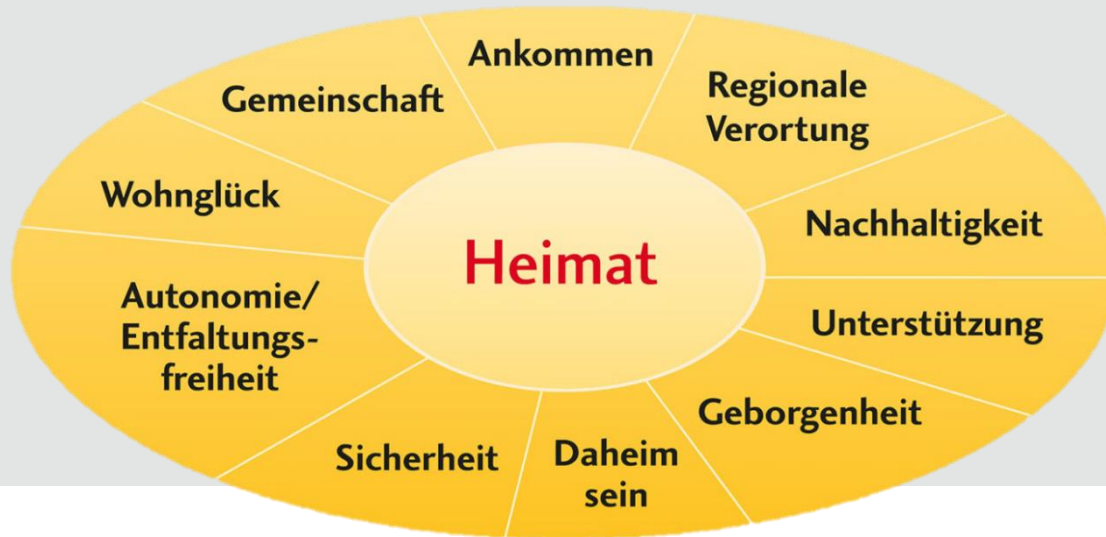 Ankommen
Regionale
Verortung
Nachhaltigkeit
Unterstützung
Geborgenheit
Daheim
sein
Sicherheit
Autonomie/
Entfaltungs-
freiheit
Wohnglück
Gemeinschaft
Heimat